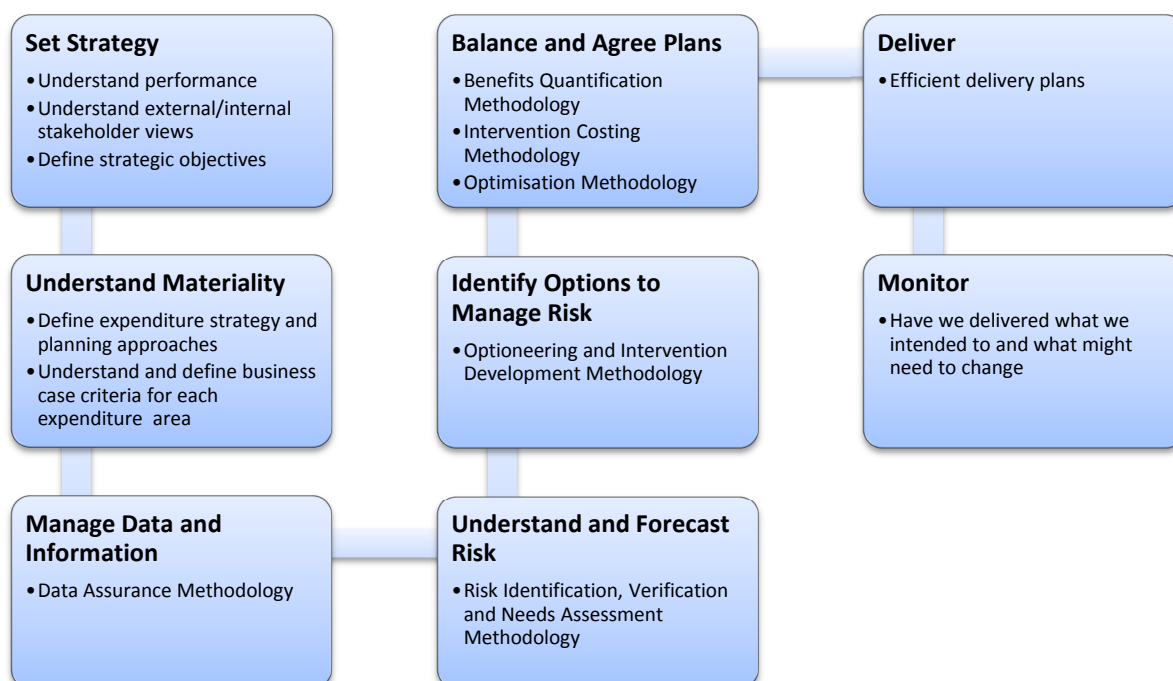 Set Strategy
•Understand performance
•Understand external/internal
stakeholder views
•Define strategic objectives
Understand Materiality
•Define expenditure strategy and
planning approaches
•Understand and define business
case criteria for each
expenditure area
Manage Data and
Information
•Data Assurance Methodology
Understand and Forecast
Risk
•Risk Identification, Verification
and Needs Assessment
Methodology
Identify Options to
Manage Risk
•Optioneering and Intervention
Development Methodology
Balance and Agree Plans
•Benefits Quantification
Methodology
•Intervention Costing
Methodology
•Optimisation Methodology
Deliver
•Efficient delivery plans
Monitor
•Have we delivered what we
intended to and what might
need to change